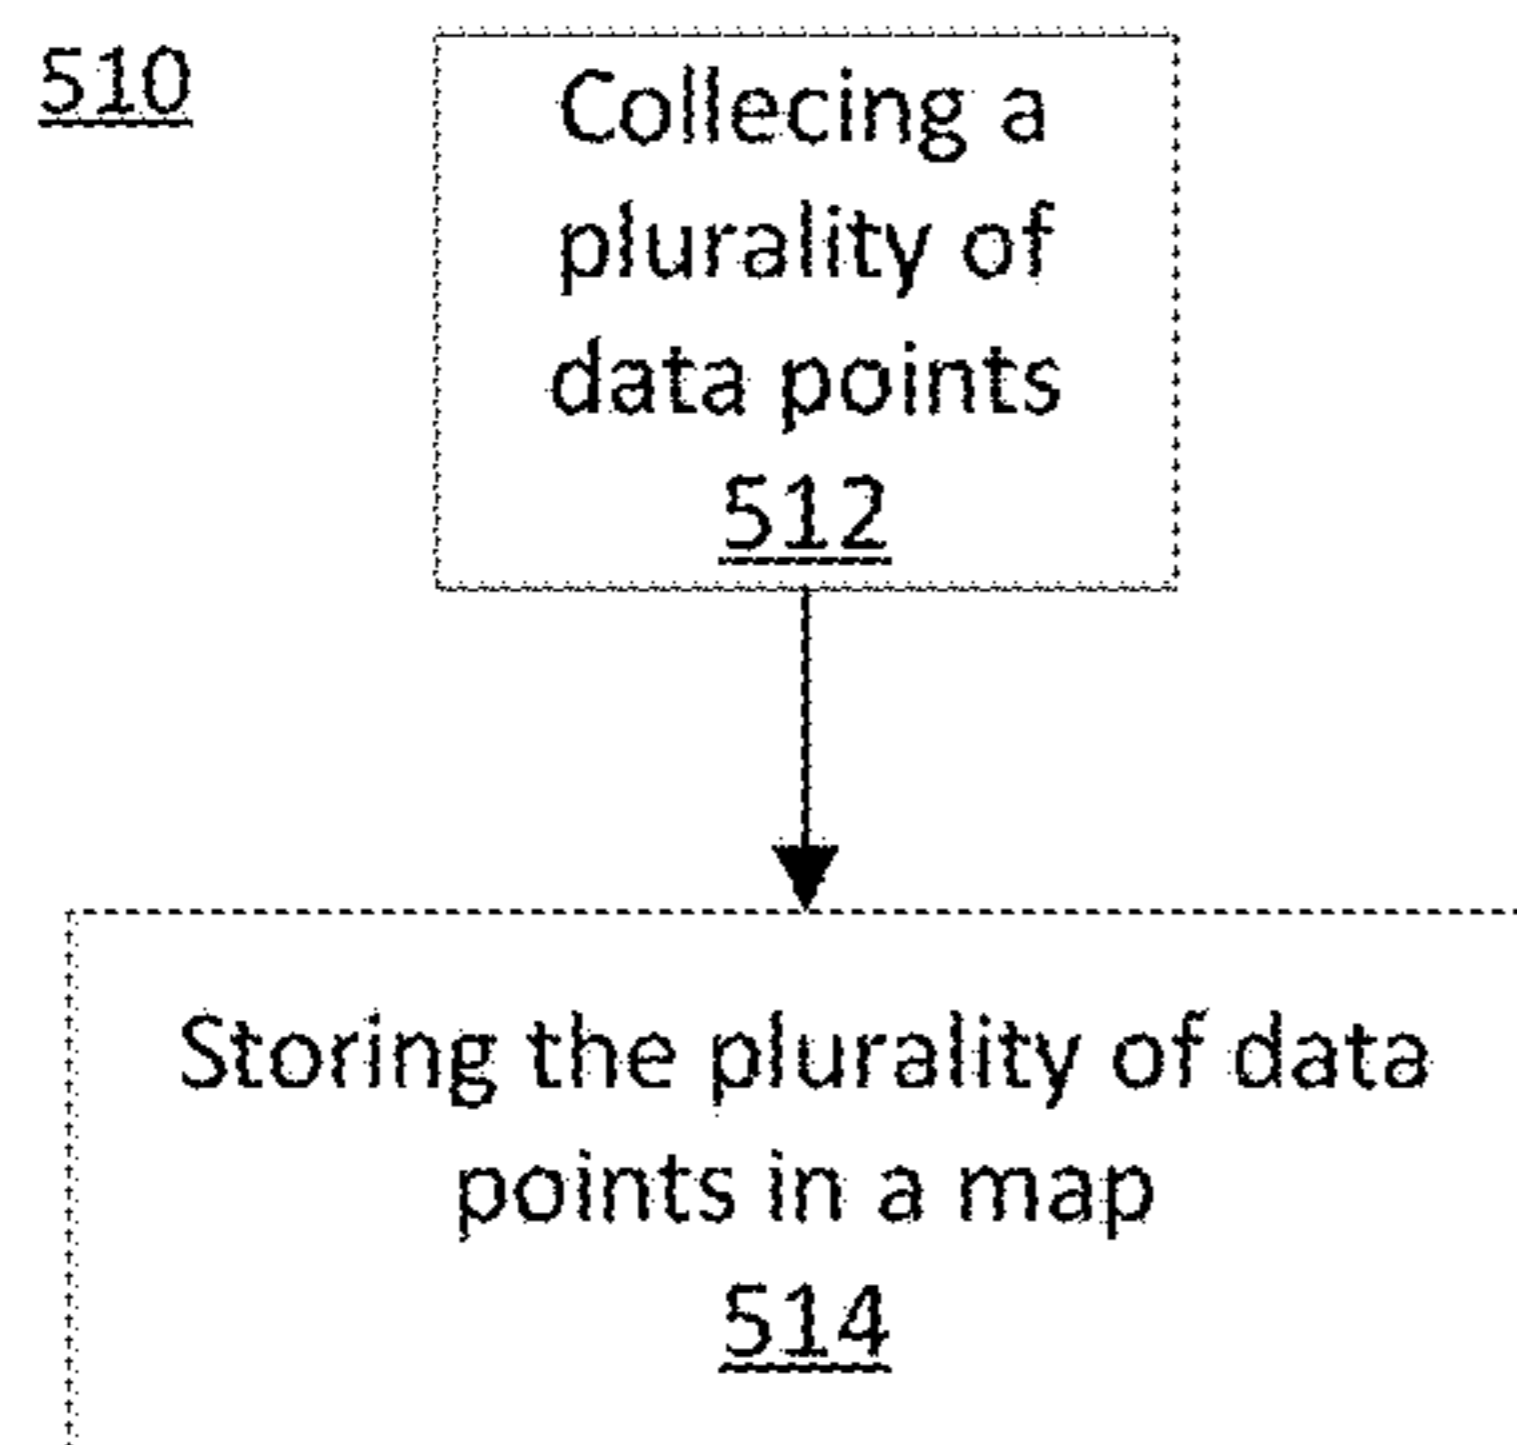 510
Collecing a
plurality of
data points
512
Storing the plurality of data
points in a map
514